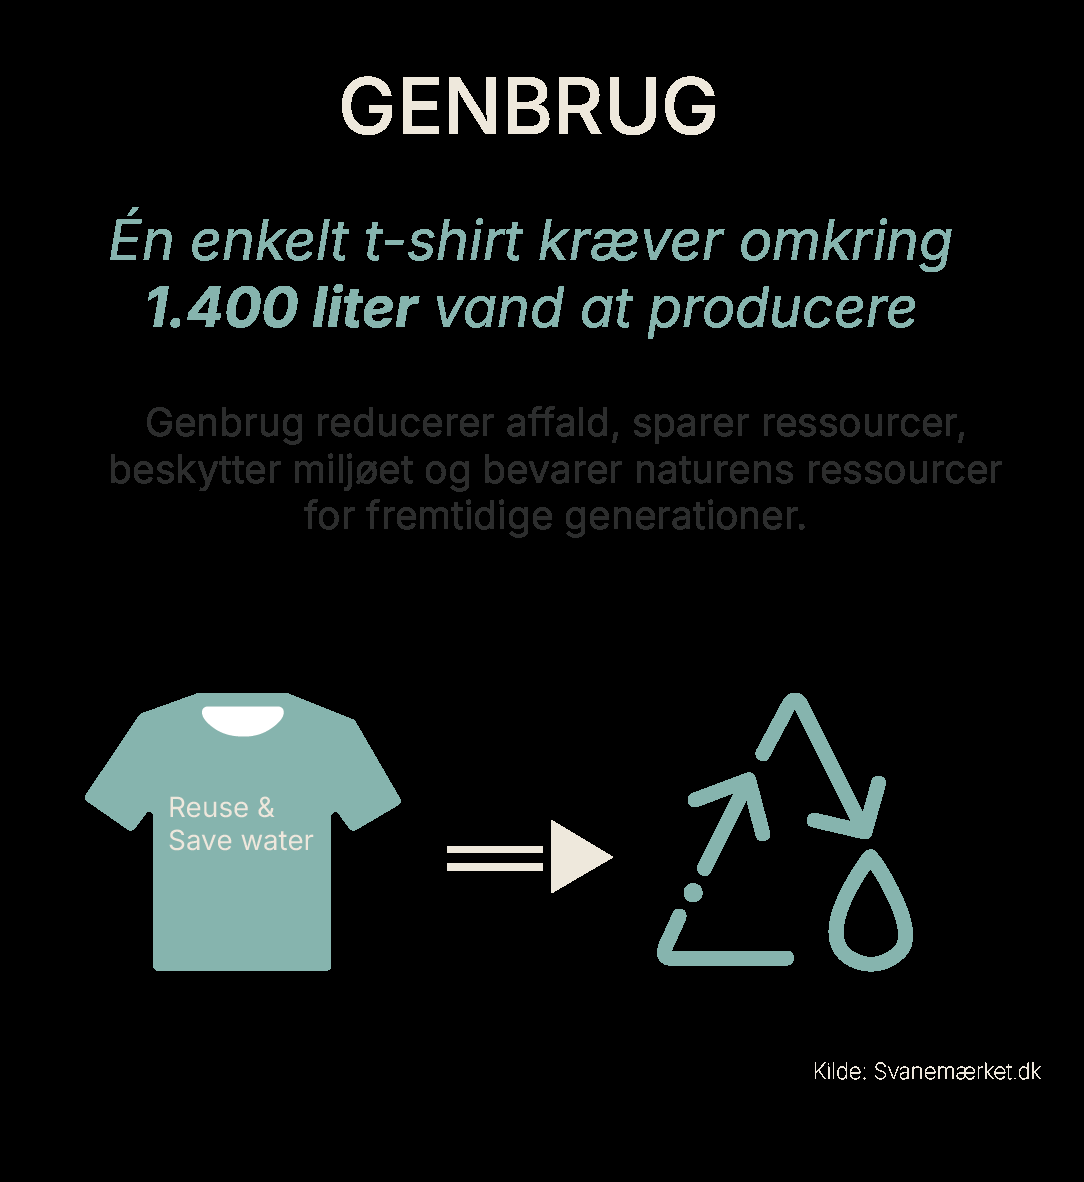 GENBRUG
Én enkelt t-shirt kræver omkring
1.400 liter vand at producere
Genbrug reducerer affald, sparer ressourcer,
beskytter miljøet og bevarer naturens ressourcer
for fremtidige generationer.
Reuse &
Save water
Kilde: Svanemærket.dk